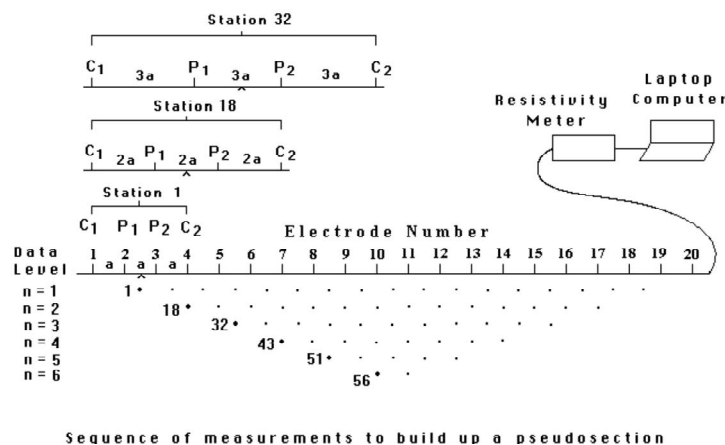 Station 32
C1 3a P1 3a P2 3a C2
Laptop
Computer
Resistivity
Meter
Station 18
C1 2a P1 2a P2 2a C2
Station 1
C1 P1 P2 C2
Electrode Number
Data
Level
1 2 3 4 5 6 7 8 9 10 11 12 13 14 15 16 17 18 19 20
a a a
n = 1 1
n = 2 18
n = 3 32
n = 4 43
n = 5 51
n = 6 56
Sequence of measurements to build up a pseudosection